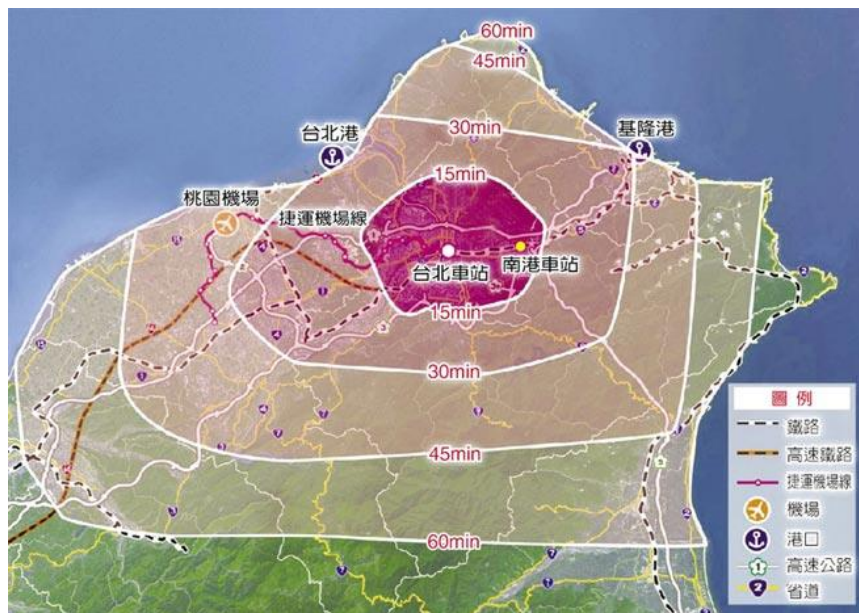 60min
45min
30min
台北港
基隆港
15min
桃園機場
捷運機場線
台北車站
南港車站
15min
30min
45min
60min
圖例
鐵路
高速鐵路
捷運機場線
機場
港口
1
高速公路
2
省道